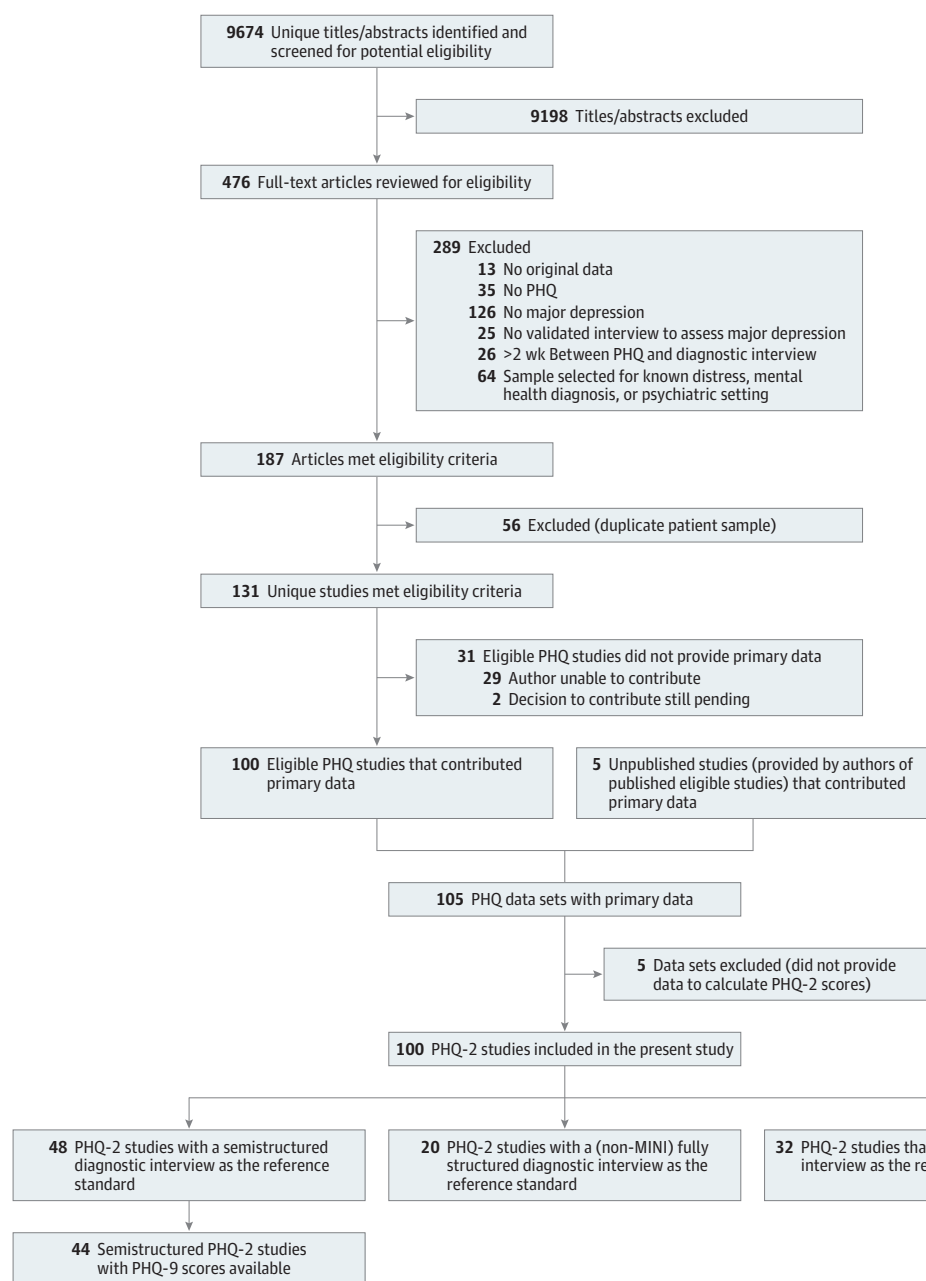 9674 Unique titles/abstracts identified and
screened for potential eligibility
9198 Titles/abstracts excluded
476 Full-text articles reviewed for eligibility
289 Excluded
13 No original data
35 No PHQ
126 No major depression
25 No validated interview to assess major depression
26 >2 wk Between PHQ and diagnostic interview
64 Sample selected for known distress, mental
health diagnosis, or psychiatric setting
187 Articles met eligibility criteria
56 Excluded (duplicate patient sample)
131 Unique studies met eligibility criteria
31 Eligible PHQ studies did not provide primary data
29 Author unable to contribute
2 Decision to contribute still pending
100 Eligible PHQ studies that contributed
primary data
5 Unpublished studies (provided by authors of
published eligible studies) that contributed
primary data
105 PHQ data sets with primary data
5 Data sets excluded (did not provide
data to calculate PHQ-2 scores)
100 PHQ-2 studies included in the present study
48 PHQ-2 studies with a semistructured
diagnostic interview as the reference
standard
20 PHQ-2 studies with a (non-MINI) fully
structured diagnostic interview as the
reference standard
32 PHQ-2 studies
interview as the
44 Semistructured PHQ-2 studies
with PHQ-9 scores available